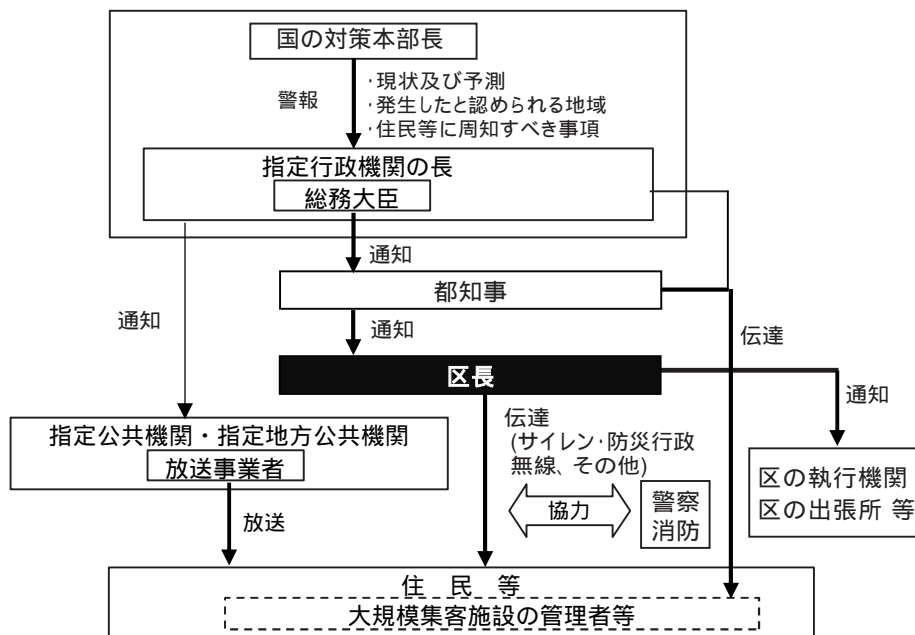 国の対策本部長
警報
・現状及び予測
・発生したと認められる地域
・住民等に周知すべき事項
指定行政機関の長
総務大臣
通知
都知事
通知
通知
伝達
区長
通知
伝達
(サイレン・防災行政
無線、その他)
指定公共機関・指定地方公共機関
放送事業者
放送
協力
警察
消防
区の執行機関
区の出張所 等
住 民 等
大規模集客施設の管理者等